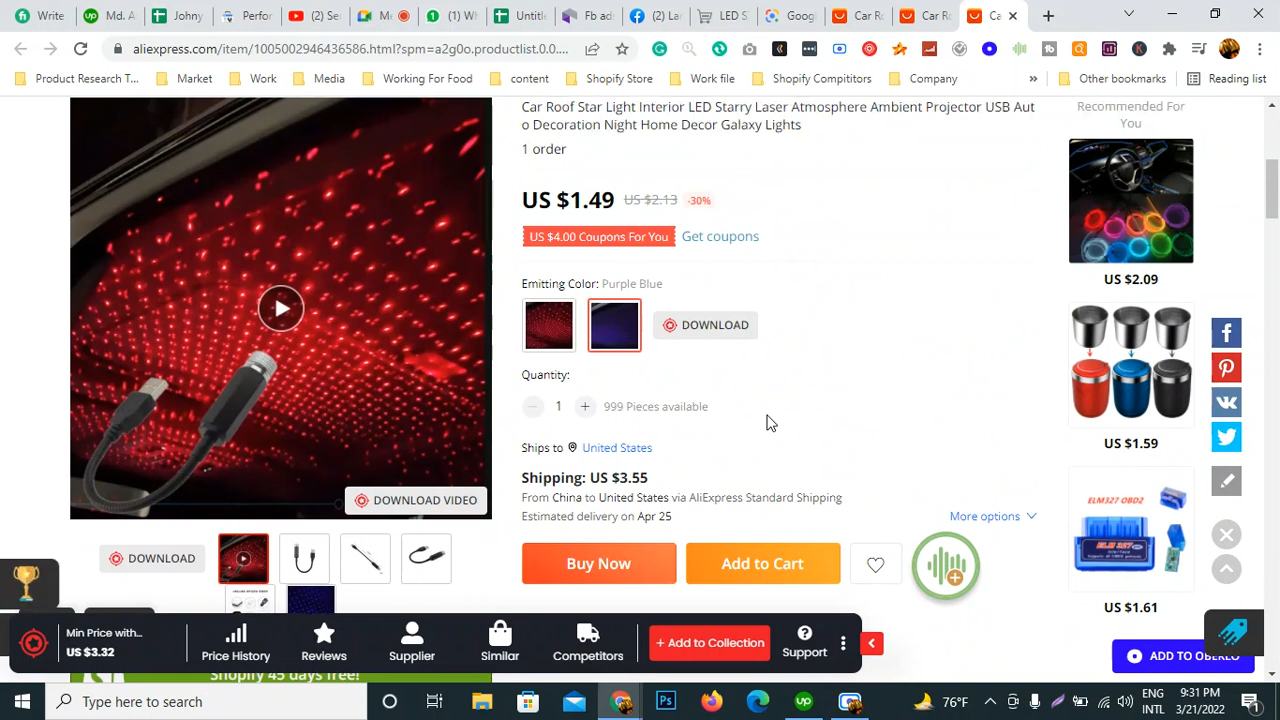 Write
Md. A
Johny
Perfor
(2) Se
M
(1) W
Untitle
Fb ads
(2) Lar
LED S
Goog
Car Ro
Car Ro
Ca
aliexpress.com/item/1005002946436586.html?spm=a2g0o.productlist.0.0....
Product Research T...
Market
Work
Media
Working For Food
content
Shopify Store
Work file
Shopify Compititors
Company
»
Other bookmarks
Reading list
Car Roof Star Light Interior LED Starry Laser Atmosphere Ambient Projector USB Aut
o Decoration Night Home Decor Galaxy Lights
1 order
US $1.49 US $2.13 -30%
US $4.00 Coupons For You Get coupons
Emitting Color: Purple Blue
DOWNLOAD
Quantity:
1
999 Pieces available
Ships to United States
Shipping: US $3.55
From China to United States via AliExpress Standard Shipping
Estimated delivery on Apr 25
More options
Buy Now
Add to Cart
DOWNLOAD VIDEO
DOWNLOAD
Recommended For
You
US $2.09
US $1.59
ELM327 OBD2
US $1.61
Min Price with...
US $3.32
Price History
Reviews
Supplier
Similar
Competitors
+ Add to Collection
Support
ADD TO OBERLO
Shopify 45 days free!
Type here to search
Ps
up
76°F
ENG
INTL
9:31 PM
3/21/2022